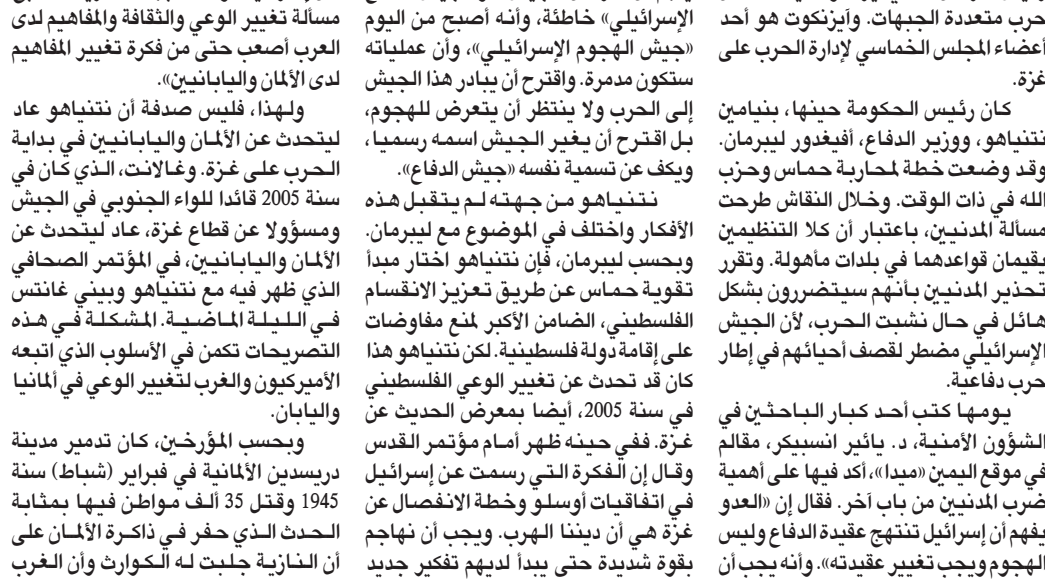 حرب متعددة الجبهات. وآيزنكوت هو أحد
أعضاء المجلس الخماسي لإدارة الحرب على
غزة.
كان رئيس الحكومة حينها، بنيامين
نتنياهو، ووزير الدفاع، أفيغدور ليبرمان.
وقد وضعت خطة لمحاربة حماس وحزب
الله في ذات الوقت. وخلال النقاش طرحت
مسألة المدنيين، باعتبار أن كلا التنظيمين
يقيمان قواعدهما في بلدات مأهولة. وتقرر
تحذير المدنيين بأنهم سيتضررون بشكل
هائل في حال نشبت الحرب، لأن الجيش
الإسرائيلي مضطر لقصف أحيائهم في إطار
حرب دفاعية.
يومها كتب أحد كبار الباحثين في
الشؤون الأمنية، د. يائير انسبيكر، مقالم
في موقع اليمين «ميدا»، أكد فيها على أهمية
ضرب المدنيين من باب آخر. فقال إن «العدو
يفهم أن إسرائيل تنتهج عقيدة الدفاع وليس
الهجوم ويجب تغيير عقيدته». وأنه يجب أن
الإسرائيلي» خاطئة، وأنه أصبح من اليوم
«جيش الهجوم الإسرائيلي»، وأن عملياته
ستكون مدمرة. واقترح أن يبادر هذا الجيش
إلى الحرب ولا ينتظر أن يتعرض للهجوم،
بل اقترح أن يغير الجيش اسمه رسميا،
ويكف عن تسمية نفسه «جيش الدفاع».
نتنياهو من جهته لم يتقبل هذه
الأفكار واختلف في الموضوع مع ليبرمان.
وبحسب ليبرمان، فإن نتنياهو اختار مبدأ
تقوية حماس عن طريق تعزيز الانقسام
الفلسطيني، الضامن الأكبر لمنع مفاوضات
على إقامة دولة فلسطينية. لكن نتنياهو هذا
كان قد تحدث عن تغيير الوعي الفلسطيني
في سنة 2005، أيضا بمعرض الحديث عن
غزة. ففي حينه ظهر أمام مؤتمر القدس
وقال إن الفكرة التي رسمت عن إسرائيل
في اتفاقيات أوسلو وخطة الانفصال عن
غزة هي أن ديننا الهرب. ويجب أن نهاجم
بقوة شديدة حتى يبدأ لديهم تفكير جديد
مسألة تغيير الوعي والثقافة والمفاهيم لدى
العرب أصعب حتى من فكرة تغيير المفاهيم
لدى الألمان واليابانيين».
ولهذا، فليس صدفة أن نتنياهو عاد
ليتحدث عن الألمان واليابانيين في بداية
الحرب على غزة. وغالانت، الذي كان في
سنة 2005 قائدا للواء الجنوبي في الجيش
ومسؤولا عن قطاع غزة، عاد ليتحدث عن
الألمان واليابانيين، في المؤتمر الصحافي
الذي ظهر فيه مع نتنياهو وبيني غانتس
في الليلة الماضية. المشكلة في هذه
التصريحات تكمن في الأسلوب الذي اتبعه
الأميركيون والغرب لتغيير الوعي في ألمانيا
واليابان.
وبحسب المؤرخين، كان تدمير مدينة
دريسدين الألمانية في فبراير (شباط) سنة
1945 وقتل 35 ألف مواطن فيها بمثابة
الحدث الذي حفر في ذاكرة الألمان على
أن النازية جلبت له الكوارث وأن الغرب